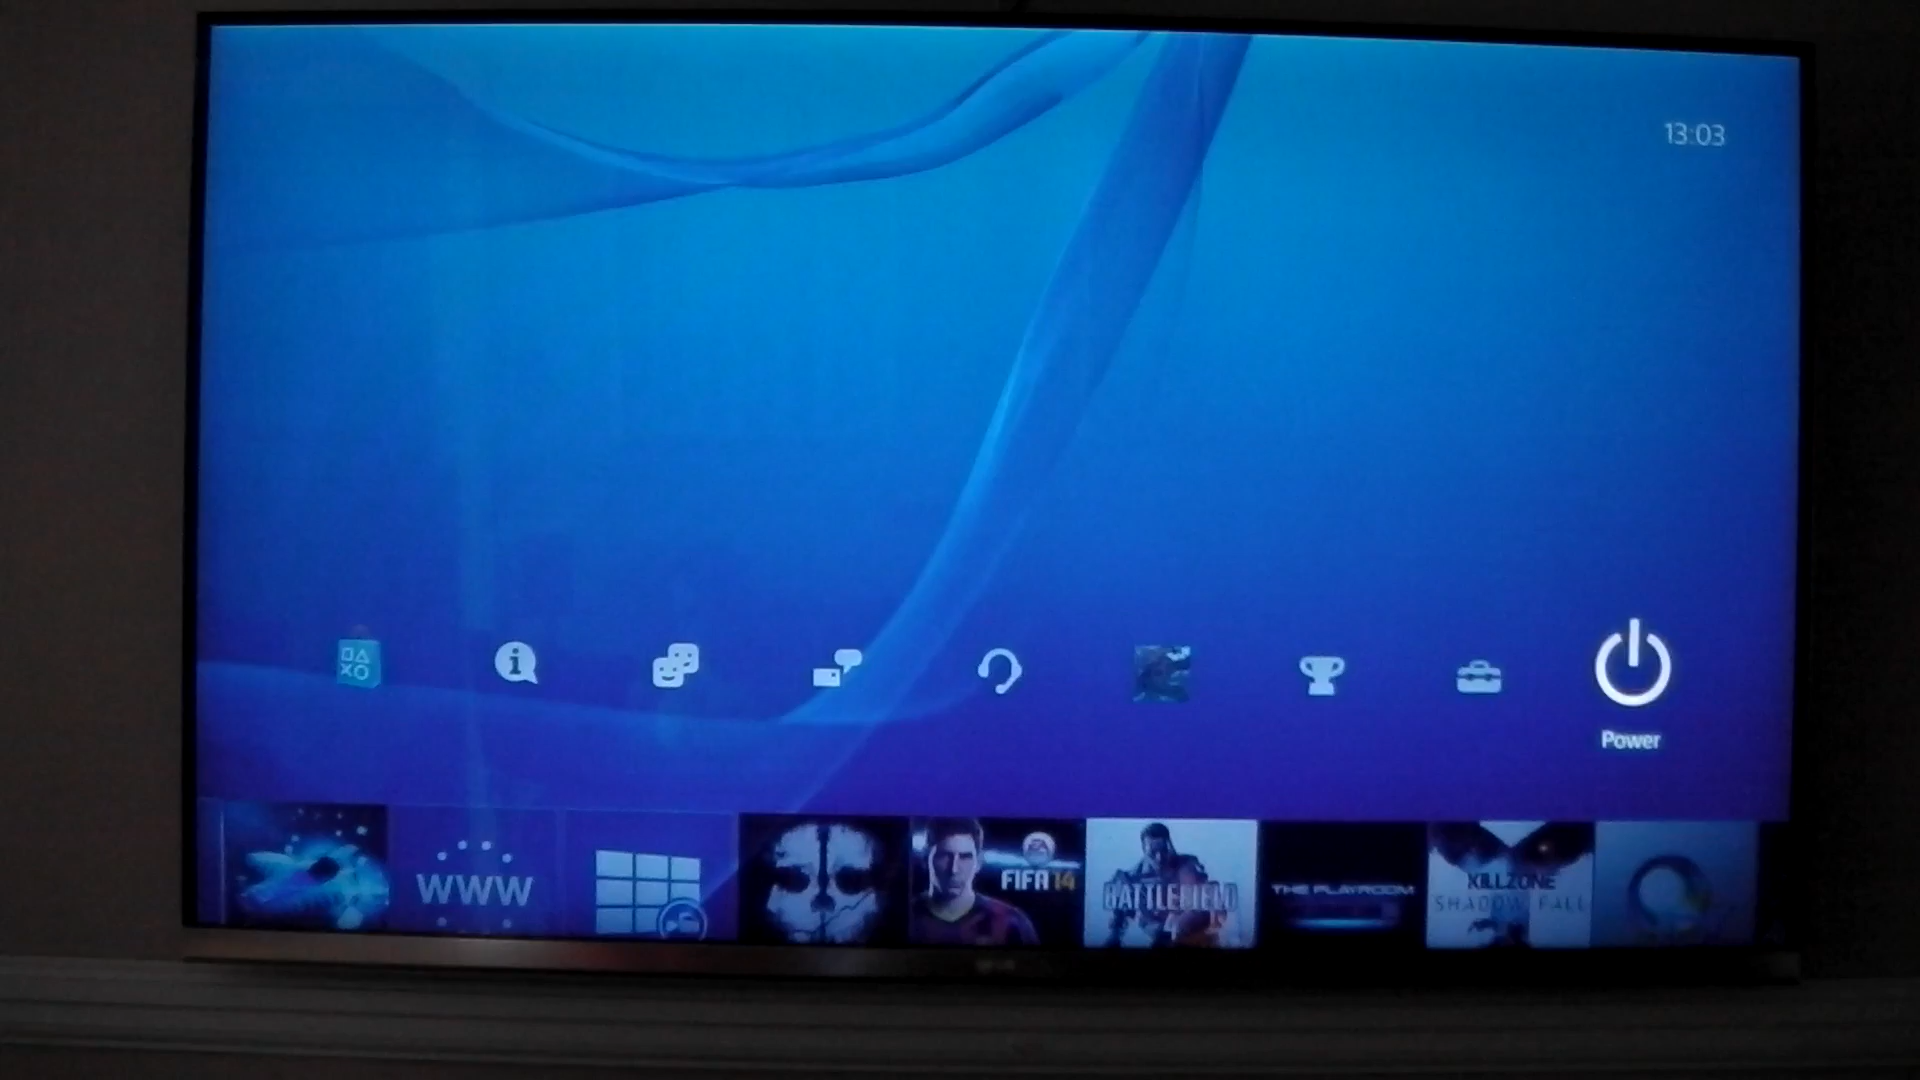 13:03
Power
WWW
FIFA 14
BATTLEFIELD
THE PLAYROOM
KILLZONE
SHADOW FALL